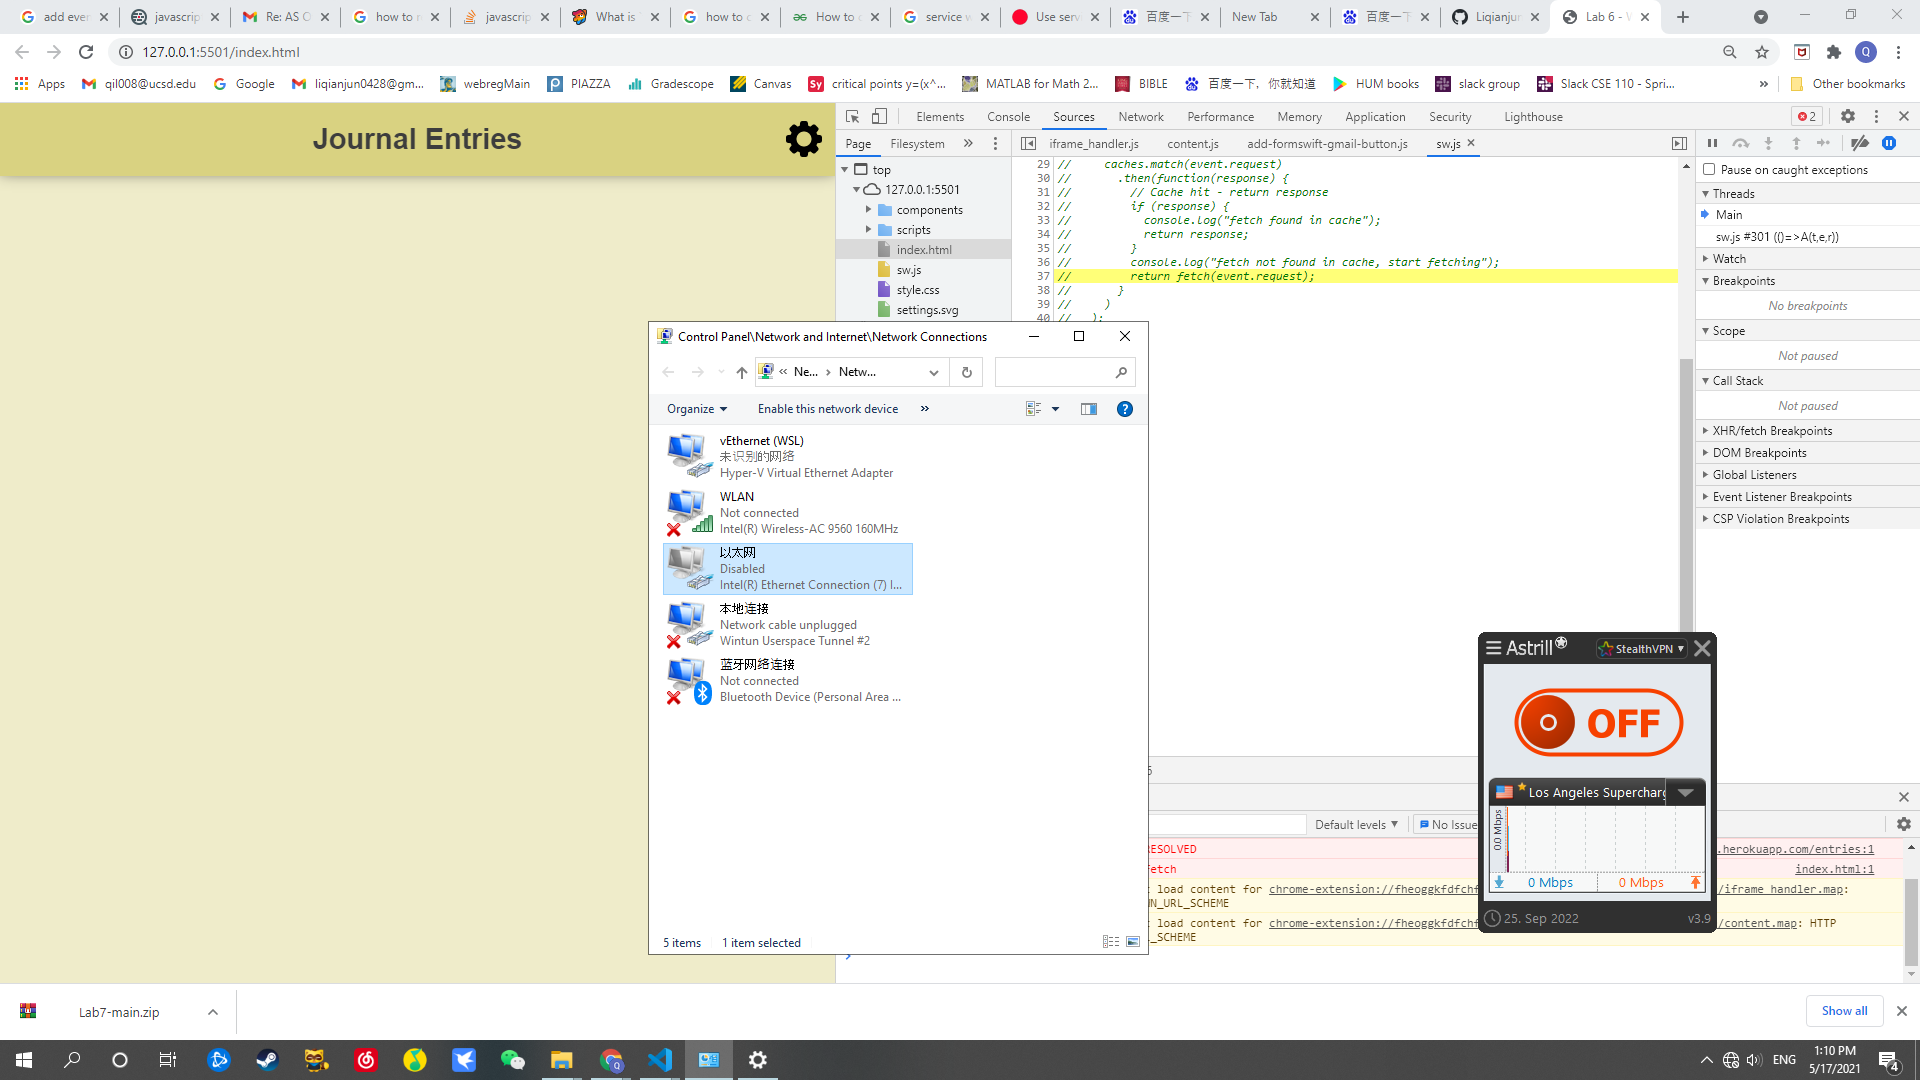 add ever
javascrip
Re: AS O
how to r
javascrip
What is
how to c
How to c
service w
Use serv
百度一下
New Tab
百度一下
Liqianjun
Lab 6 - W
127.0.0.1:5501/index.html
Q
Apps
qil008@ucsd.edu
Google
liqianjun0428@gm...
webregMain
PIAZZA
Gradescope
Canvas
critical points y=(x^...
MATLAB for Math 2...
BIBLE
百度一下，你就知道
HUM books
slack group
Slack CSE 110 - Spri...
»
Other bookmarks
Journal Entries
Elements
Console
Sources
Network
Performance
Memory
Application
Security
Lighthouse
2
Page
Filesystem
»
iframe_handler.js
content.js
add-formswift-gmail-button.js
sw.js
top
127.0.0.1:5501
components
scripts
index.html
sw.js
style.css
settings.svg
29 // caches.match(event.request)
30 // .then(function(response) {
31 // // Cache hit - return response
32 // if (response) {
33 // console.log("fetch found in cache");
34 // return response;
35 // }
36 // console.log("fetch not found in cache, start fetching");
37 // return fetch(event.request);
38 // }
39 // )
40 // );
Pause on caught exceptions
Threads
Main
sw.js #301 (()=>A(t,e,r))
Watch
Breakpoints
No breakpoints
Scope
Not paused
Call Stack
Not paused
XHR/fetch Breakpoints
DOM Breakpoints
Global Listeners
Event Listener Breakpoints
CSP Violation Breakpoints
Control Panel\Network and Internet\Network Connections
« Ne... › Netw...
Organize
Enable this network device
»
vEthernet (WSL)
未识别的网络
Hyper-V Virtual Ethernet Adapter
WLAN
Not connected
Intel(R) Wireless-AC 9560 160MHz
以太网
Disabled
Intel(R) Ethernet Connection (7) I...
本地连接
Network cable unplugged
Wintun Userspace Tunnel #2
蓝牙网络连接
Not connected
Bluetooth Device (Personal Area ...
5 items
1 item selected
Astrill
StealthVPN
OFF
Los Angeles Supercharg
0.0 Mbps
0 Mbps
0 Mbps
25. Sep 2022
v3.9
Default levels
No Issue
RESOLVED
.herokuapp.com/entries:1
fetch
index.html:1
t load content for chrome-extension://fheoggkfdfchf
/iframe_handler.map:
WN_URL_SCHEME
t load content for chrome-extension://fheoggkfdfchf
/content.map: HTTP
L_SCHEME
Lab7-main.zip
Show all
ENG
1:10 PM
5/17/2021
4